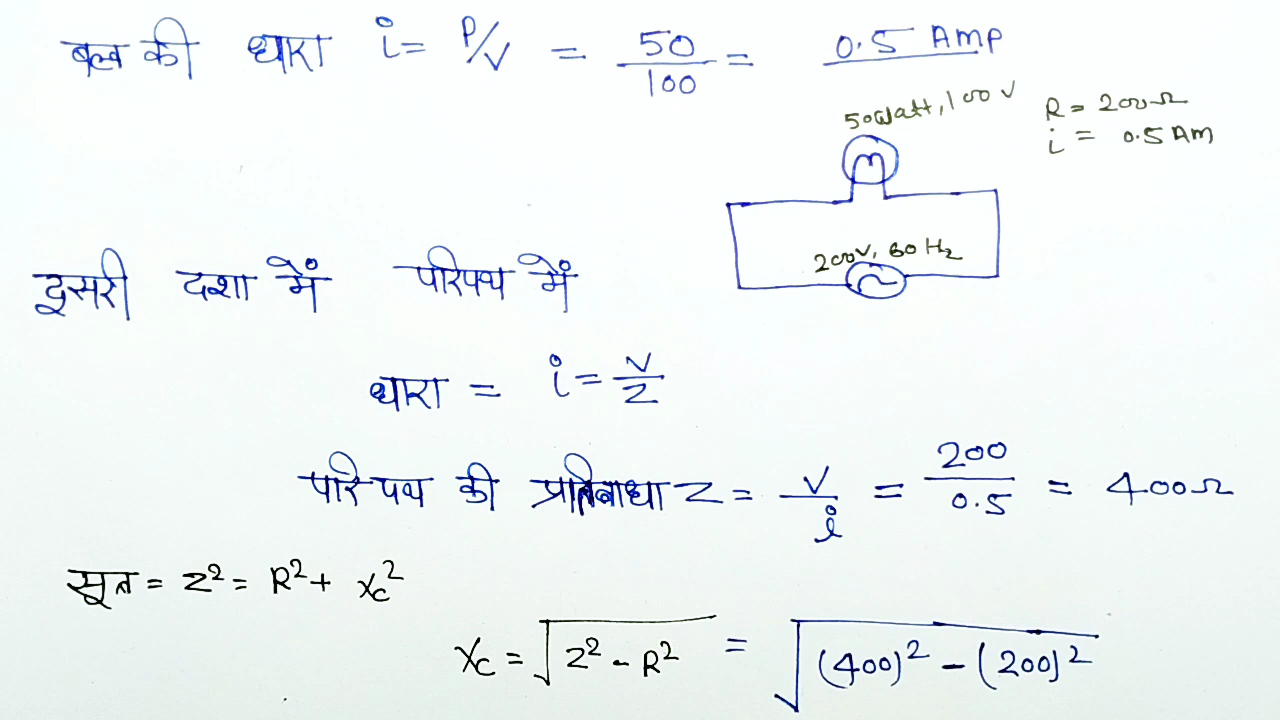 बल्ब की धारा i = P/V = 50/100 = 0.5 AMP
50Watt, 100V
R = 200Ω
i = 0.5 Am
200V, 60 Hz
दूसरी दशा में परिपथ में
धारा = i = V/Z
परिपथ की प्रतिबाधा Z = V/i = 200/0.5 = 400Ω
सूत्र = Z² = R² + Xc²
Xc = √(Z² - R²) = √((400)² - (200)²)